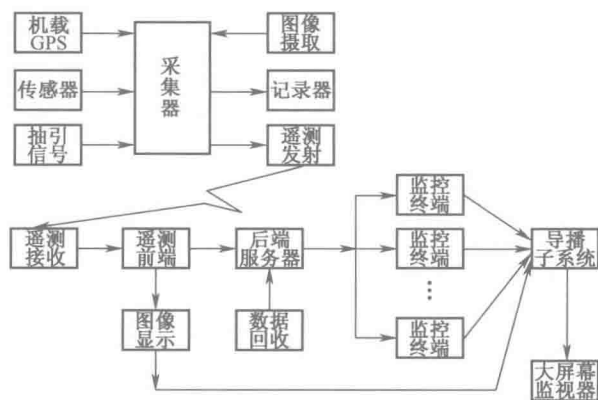 机载
GPS
图像
摄取
采
集
器
传感器
记录器
抽引
信号
遥测
发射
监控
终端
遥测
接收
遥测
前端
后端
服务器
监控
终端
导播
子系统
图像
显示
数据
回收
监控
终端
大屏幕
监视器